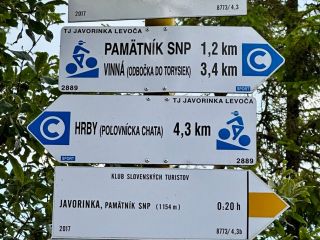 2017 8773/4,3
TJ JAVORINKA LEVOČA
PAMÄTNÍK SNP 1,2 km
VINNÁ (ODBOČKA DO TORYSIEK) 3,4 km
C
2889 SPORT
TJ JAVORINKA LEVOČA
C
HRBY (POLOVNÍCKA CHATA) 4,3 km
SPORT 2889
KLUB SLOVENSKÝCH TURISTOV
JAVORINKA, PAMÄTNÍK SNP (1154 m) 0:20 h
2017 8773/4,3b